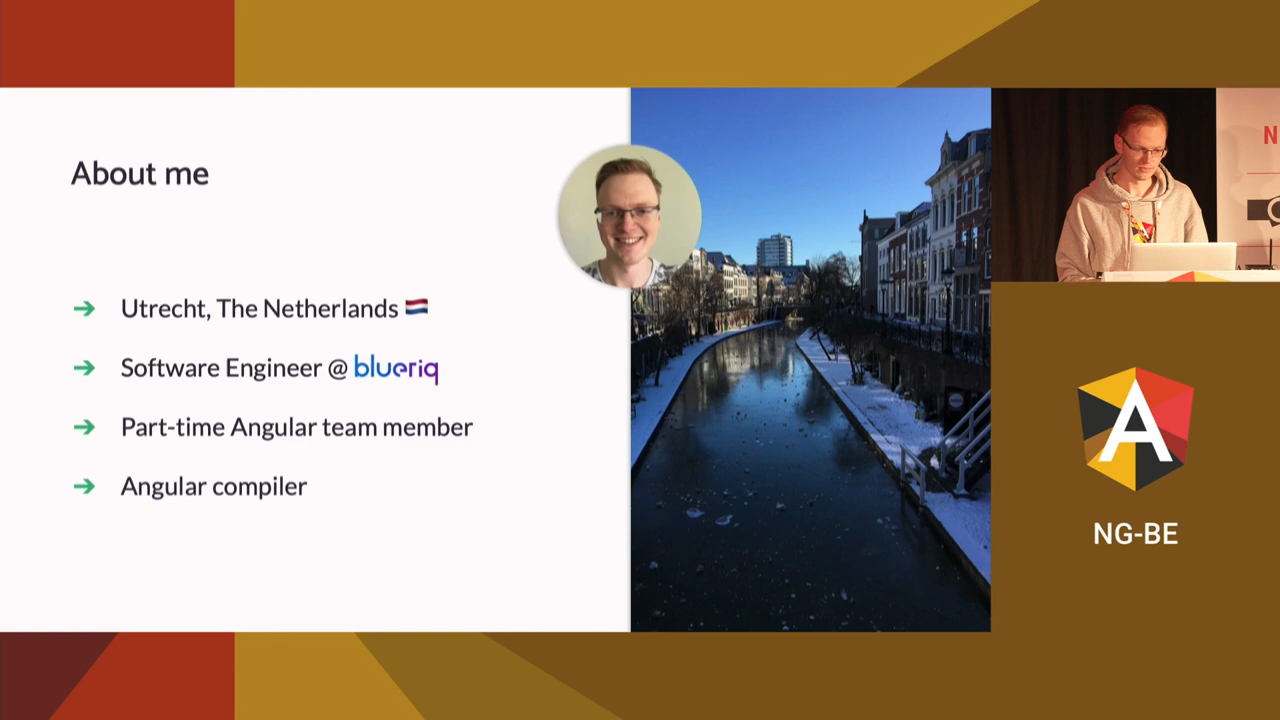 About me
Utrecht, The Netherlands
Software Engineer @ blueriq
Part-time Angular team member
Angular compiler
N
A
NG-BE